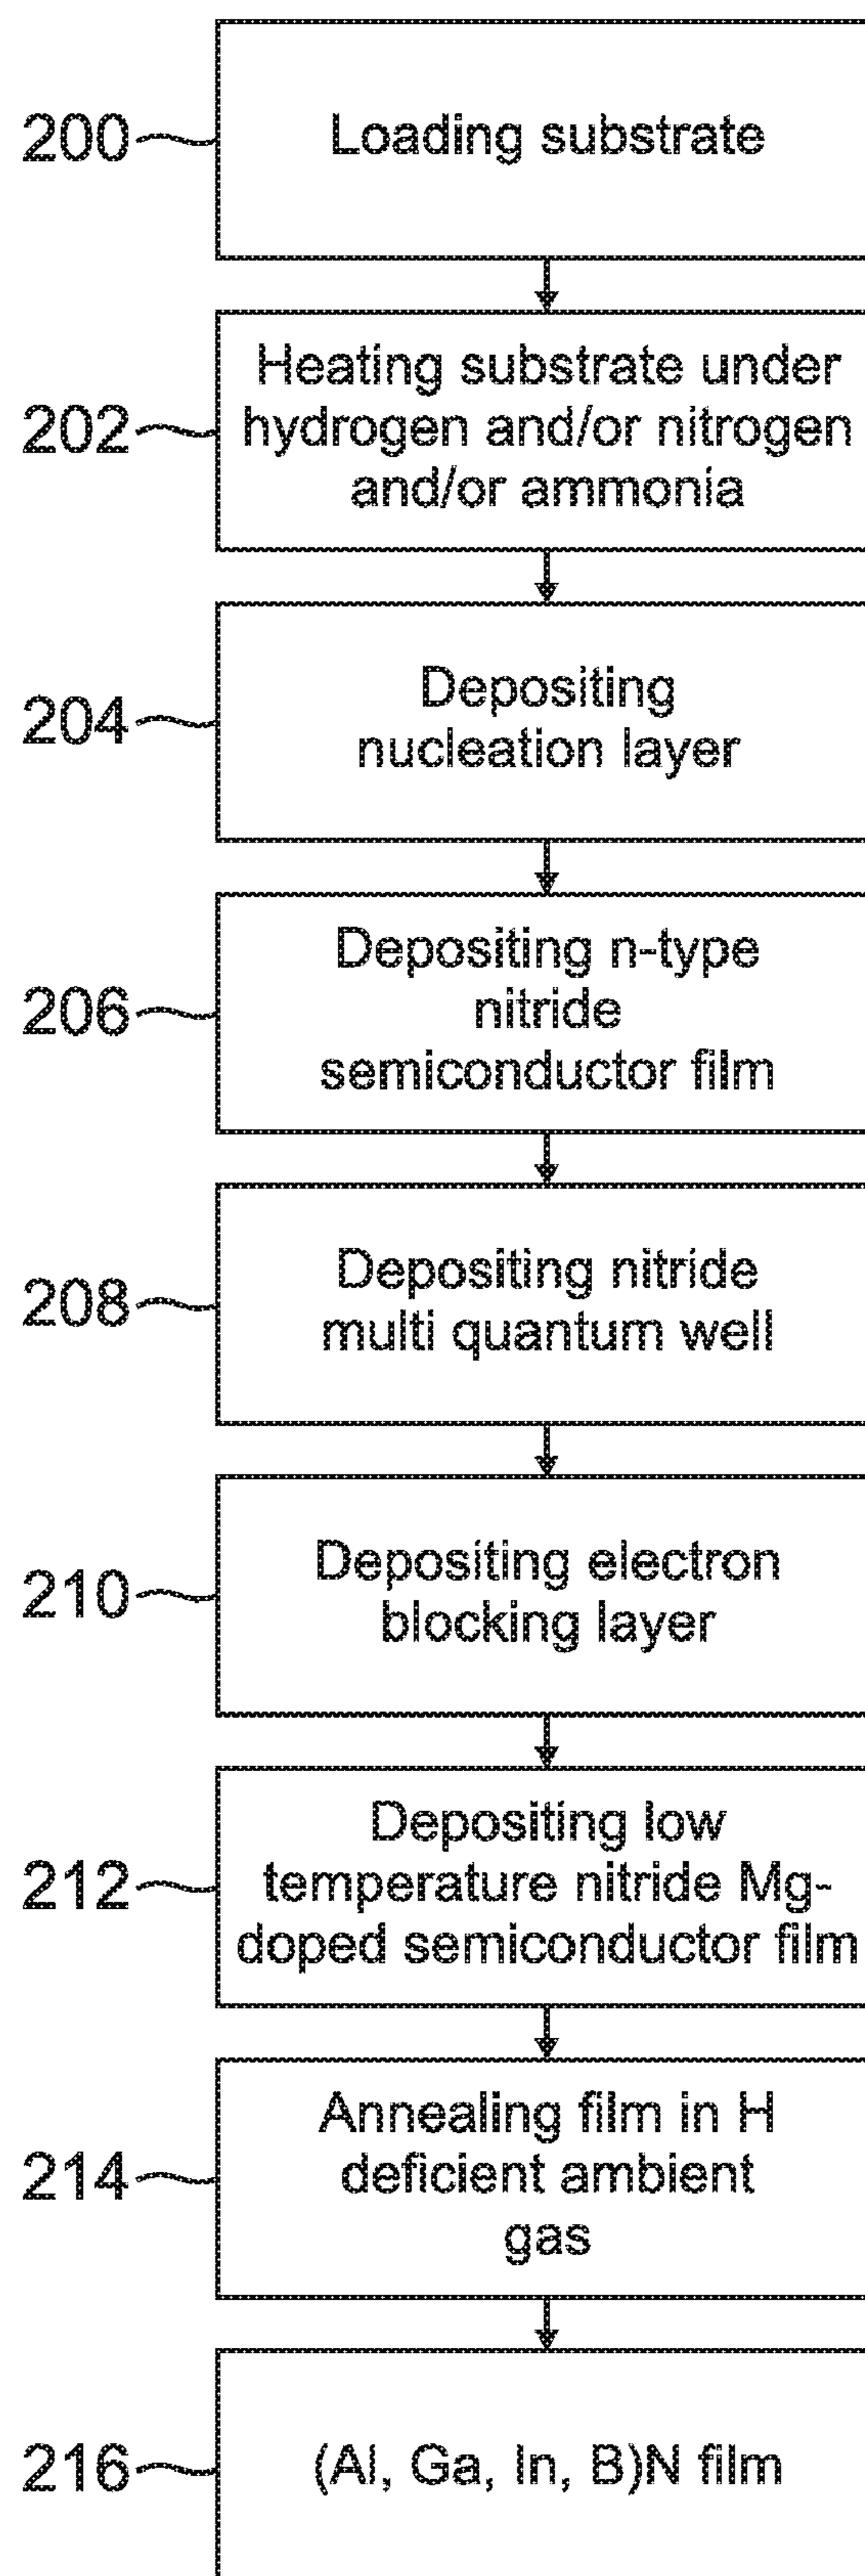 200
Loading substrate
202
Heating substrate under
hydrogen and/or nitrogen
and/or ammonia
204
Depositing
nucleation layer
206
Depositing n-type
nitride
semiconductor film
208
Depositing nitride
multi quantum well
210
Depositing electron
blocking layer
212
Depositing low
temperature nitride Mg-
doped semiconductor film
214
Annealing film in H
deficient ambient
gas
216
(Al, Ga, In, B)N film